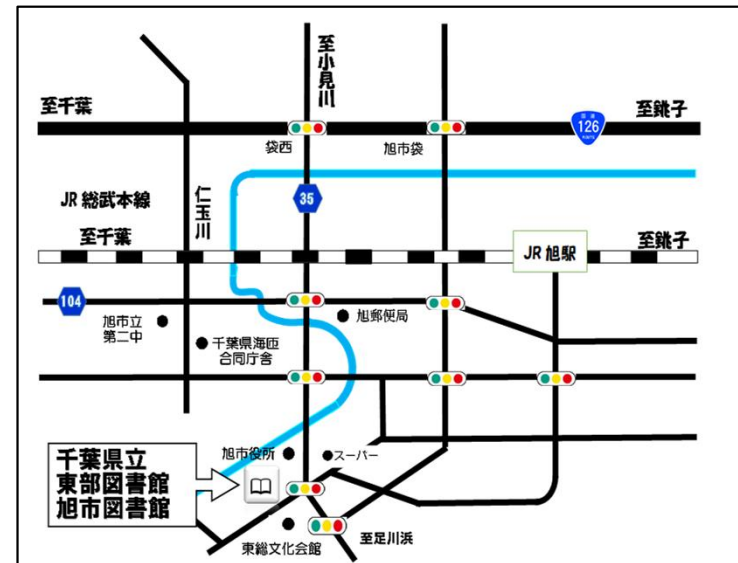 至小見川
至千葉
至銚子
国道
126
袋西
旭市袋
JR 総武本線
仁玉川
35
至千葉
JR 旭駅
至銚子
104
旭市立
第二中
旭郵便局
千葉県海匝
合同庁舎
千葉県立
東部図書館
旭市図書館
旭市役所
スーパー
東総文化会館
至足川浜